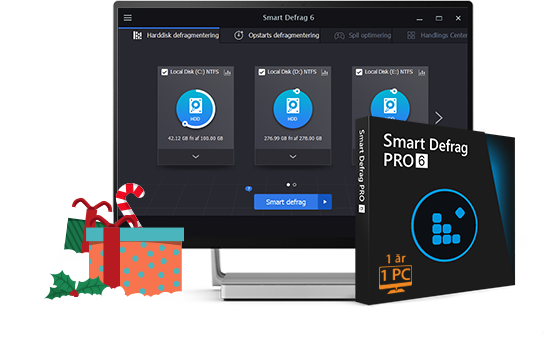 Smart Defrag 6
Harddisk defragmentering
Opstarts defragmentering
Spil optimering
Handlings Center
Local Disk (C:) NTFS
HDD
42.12 GB fri af 100.00 GB
Local Disk (D:) NTFS
HDD
276.99 GB fri af 278.00 GB
Local Disk (E:) NTFS
HDD
?
Smart defrag
Smart Defrag
PRO 6
Smart Defrag PRO 6
1 år
1 PC